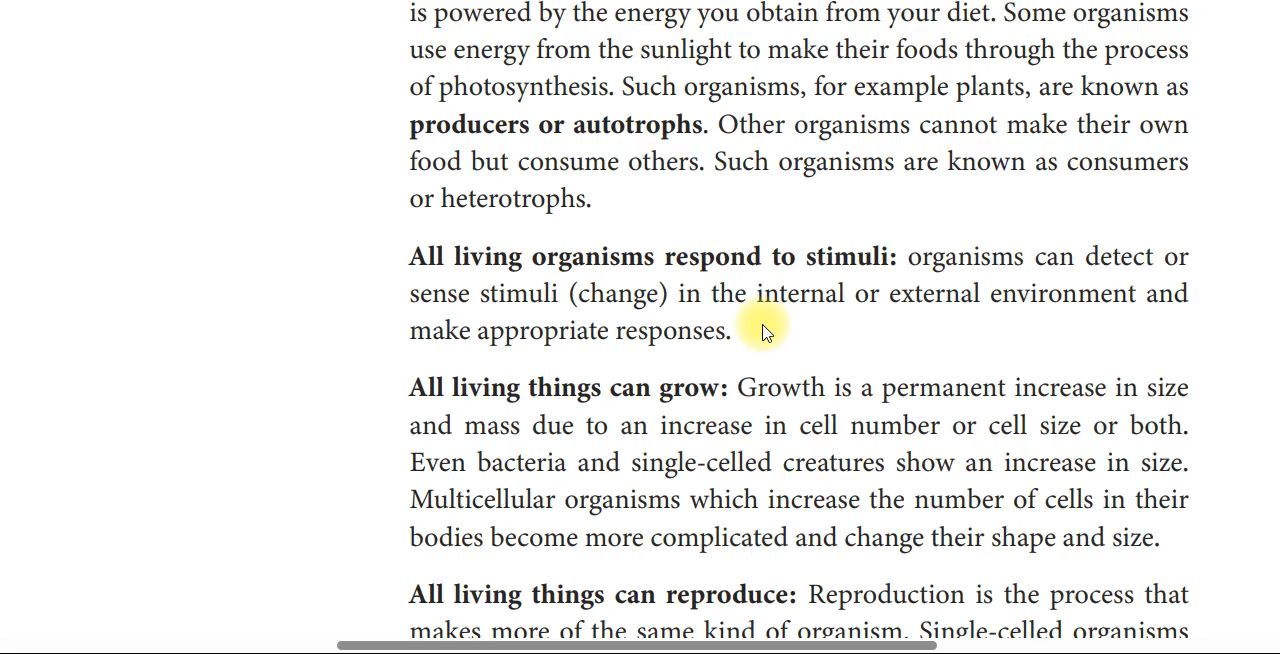 is powered by the energy you obtain from your diet. Some organisms
use energy from the sunlight to make their foods through the process
of photosynthesis. Such organisms, for example plants, are known as
producers or autotrophs. Other organisms cannot make their own
food but consume others. Such organisms are known as consumers
or heterotrophs.
All living organisms respond to stimuli: organisms can detect or
sense stimuli (change) in the internal or external environment and
make appropriate responses.
All living things can grow: Growth is a permanent increase in size
and mass due to an increase in cell number or cell size or both.
Even bacteria and single-celled creatures show an increase in size.
Multicellular organisms which increase the number of cells in their
bodies become more complicated and change their shape and size.
All living things can reproduce: Reproduction is the process that
makes more of the same kind of organism. Single-celled organisms